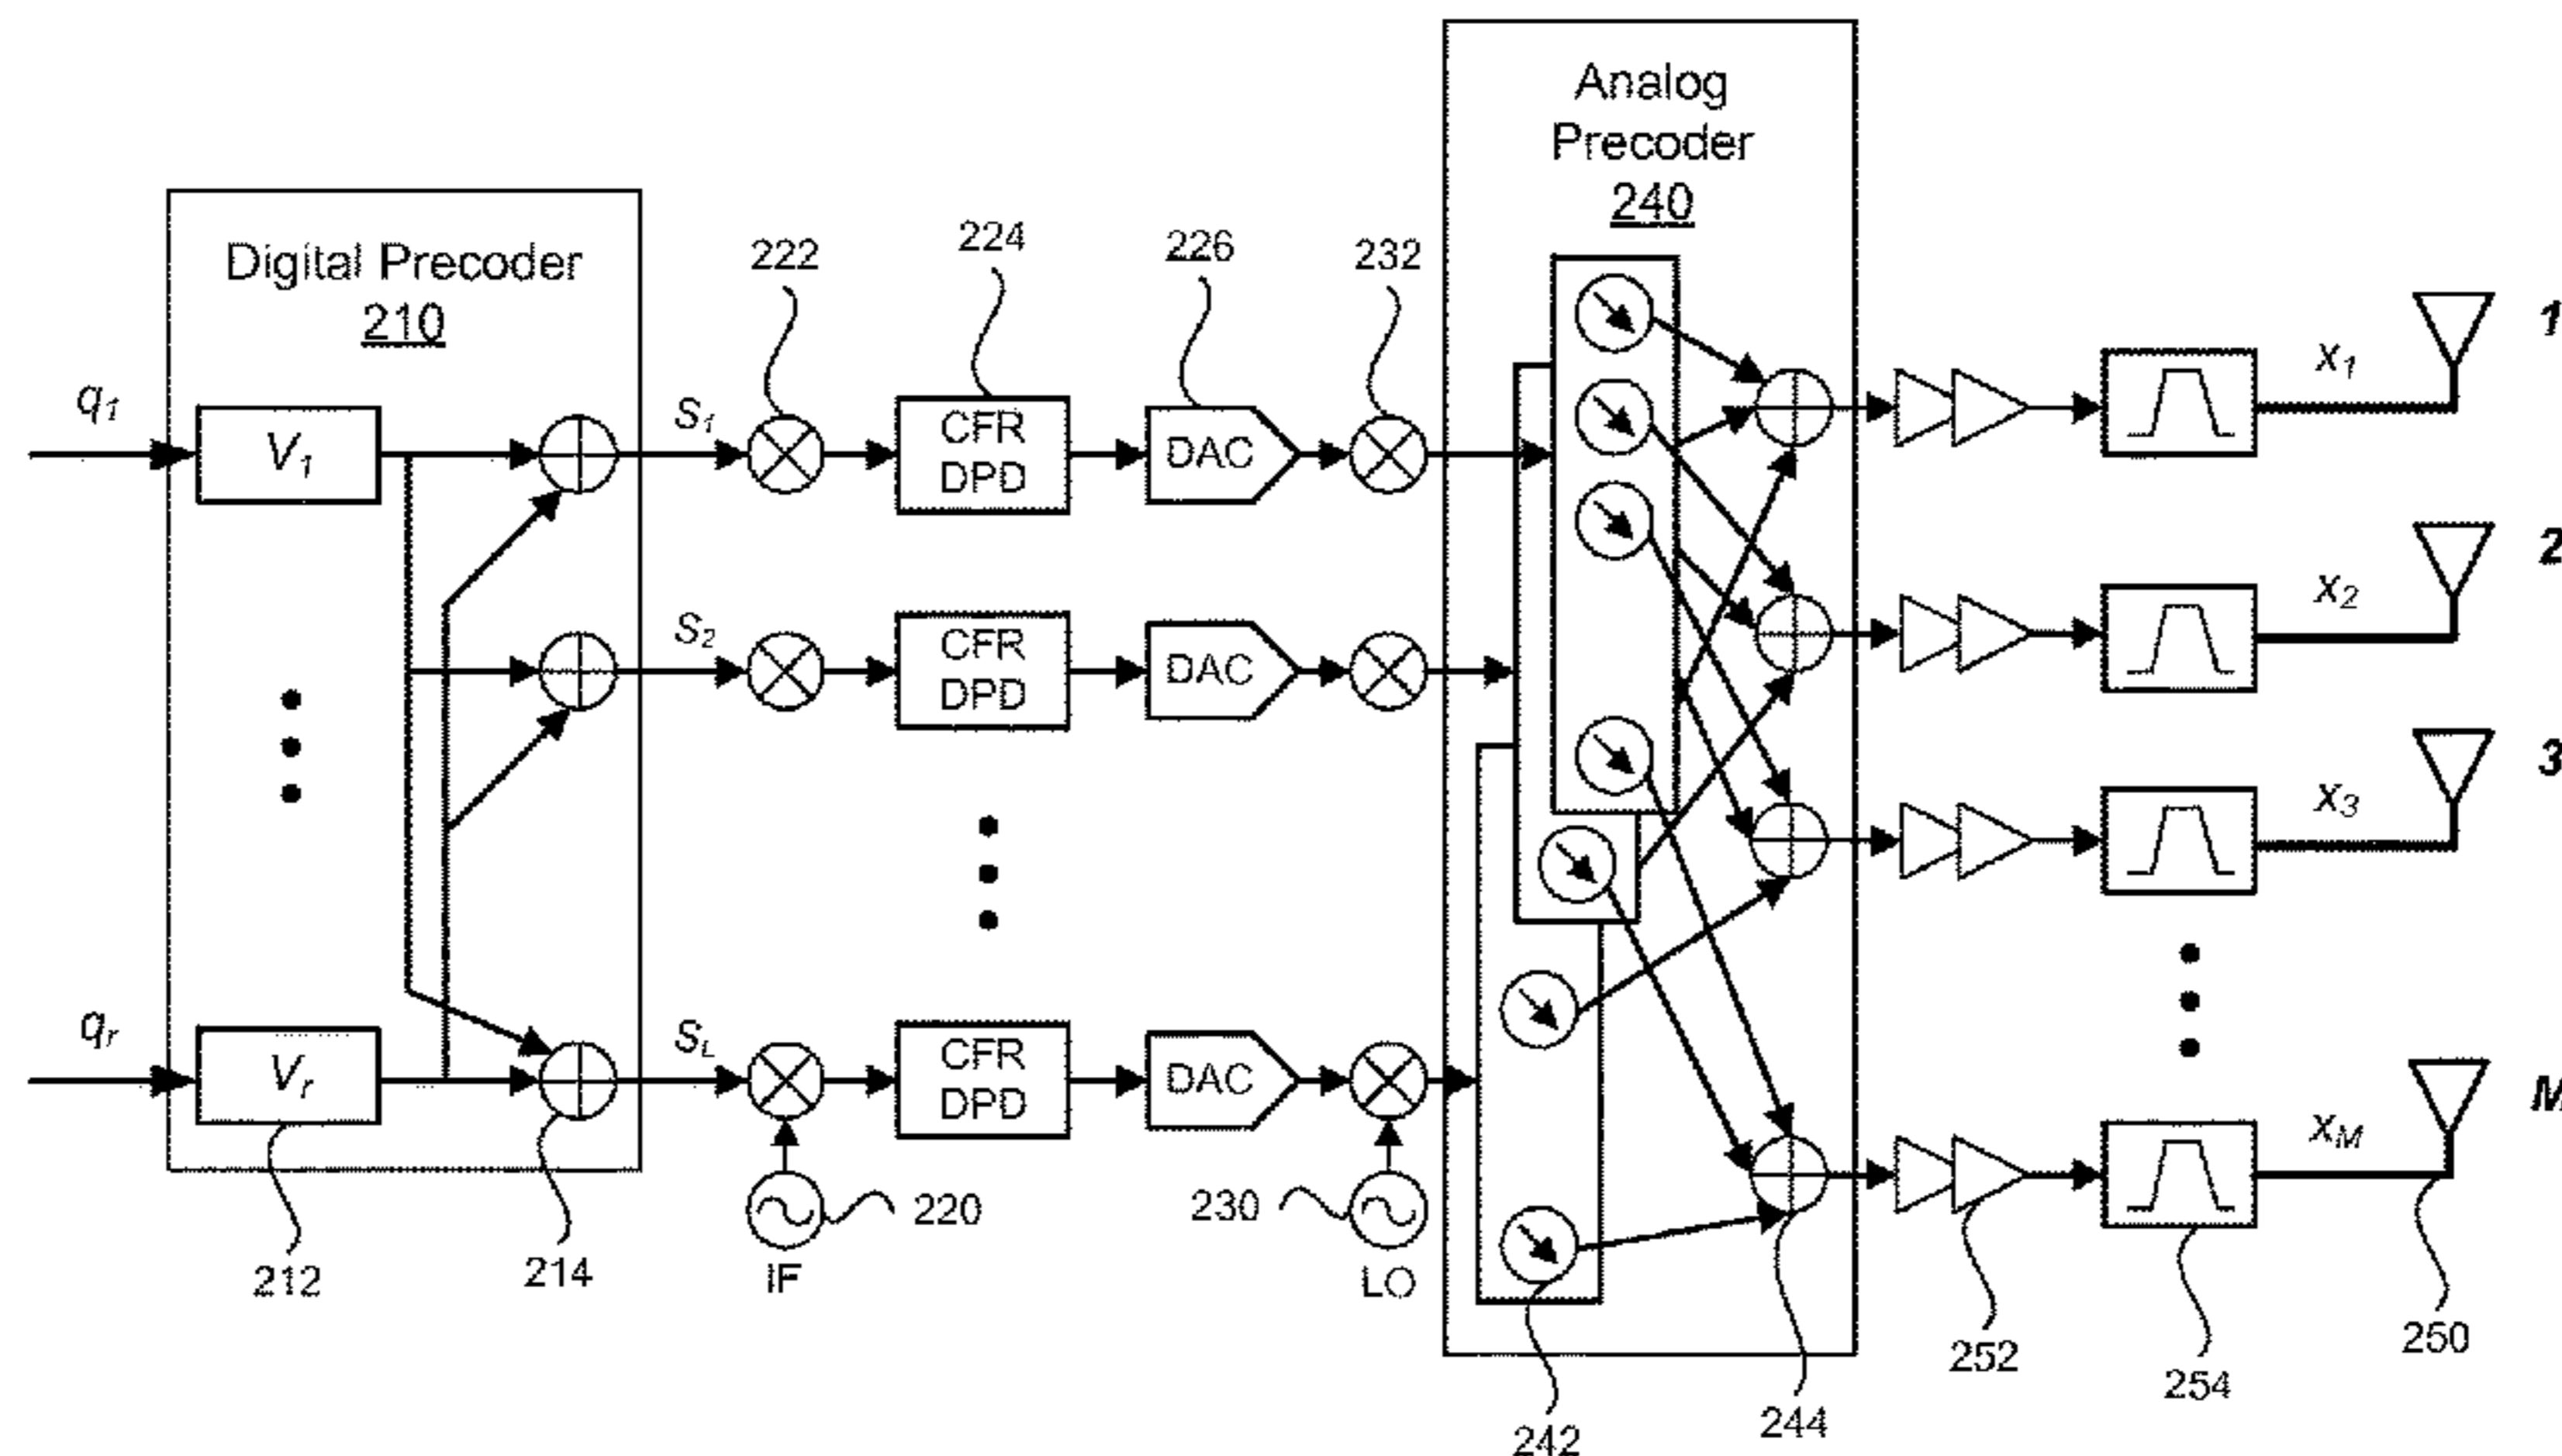 Analog
Precoder
240
Digital Precoder
210
222
224
226
232
q1
V1
S1
CFR
DPD
DAC
x1
1
S2
CFR
DPD
DAC
x2
2
x3
3
qr
Vr
SL
CFR
DPD
DAC
xM
M
212
214
220
IF
230
LO
242
244
252
254
250